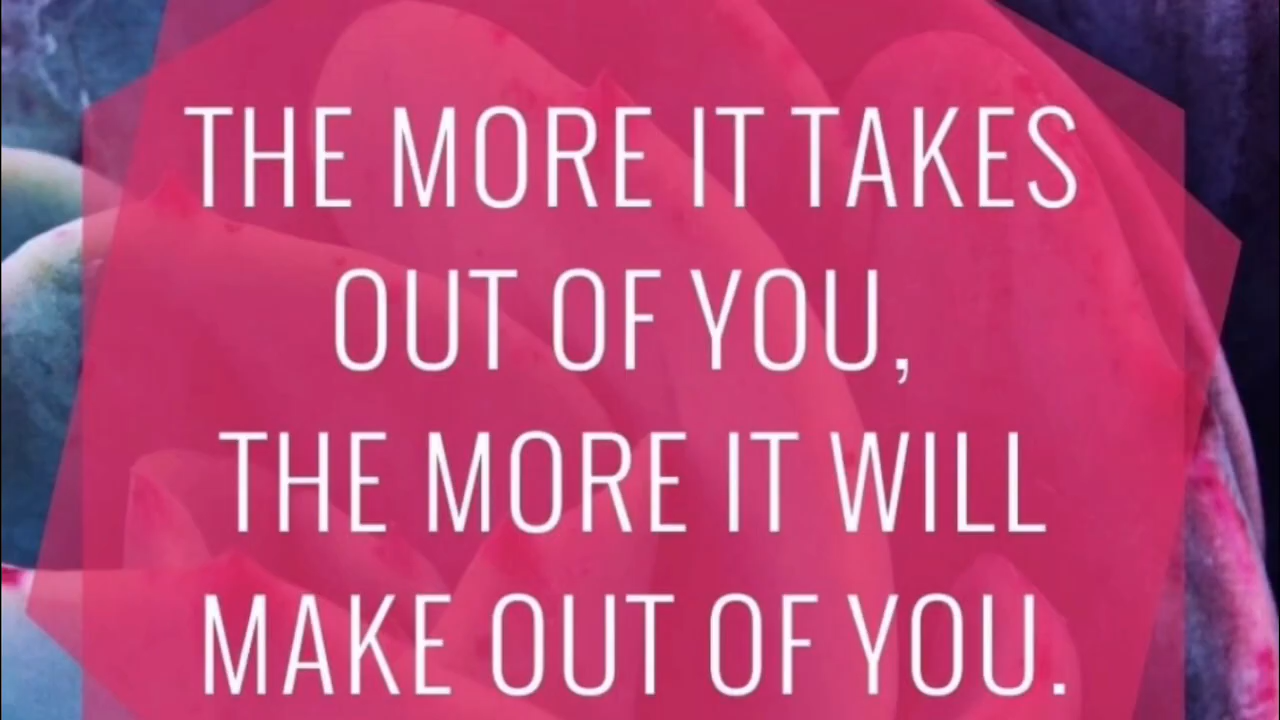 THE MORE IT TAKES
OUT OF YOU,
THE MORE IT WILL
MAKE OUT OF YOU.